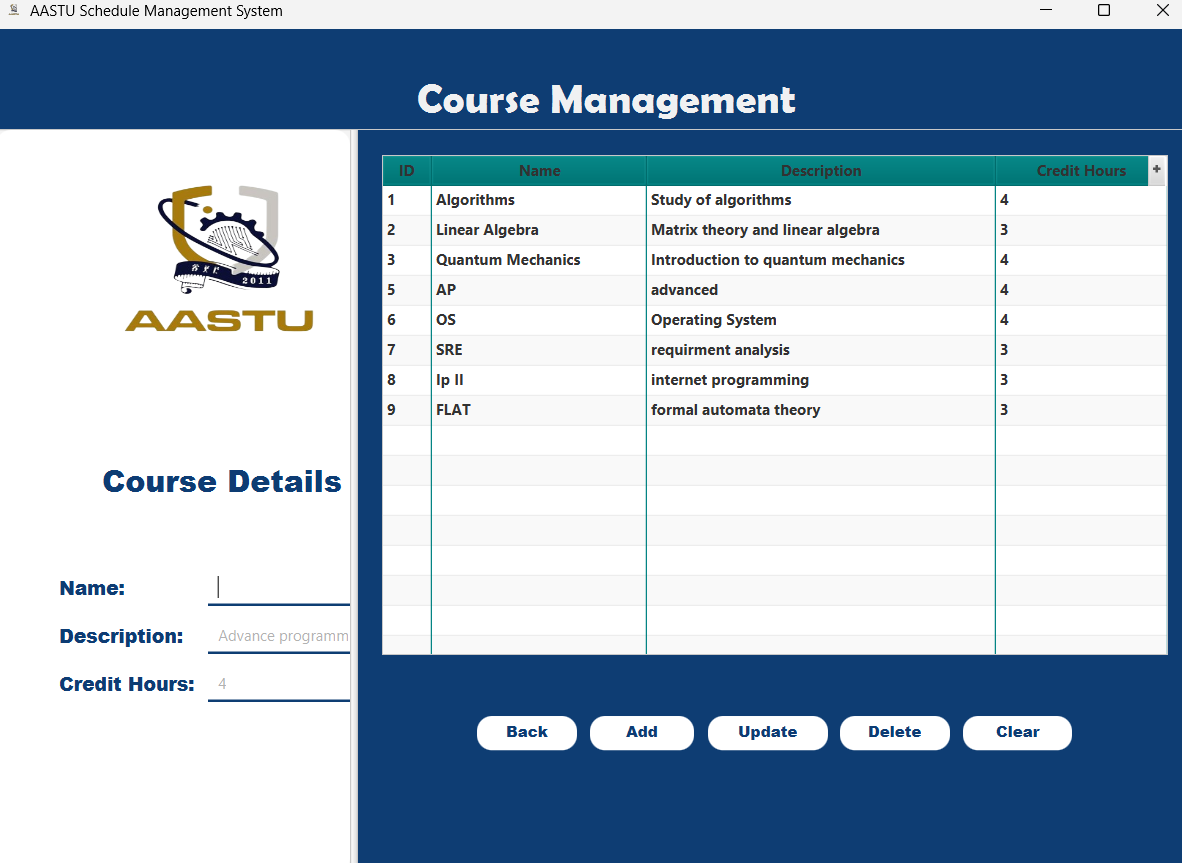 AASTU Schedule Management System
Course Management
2011
AASTU
Course Details
Name:
Description: Advance programm
Credit Hours: 4
ID Name Description Credit Hours +
1 Algorithms Study of algorithms 4
2 Linear Algebra Matrix theory and linear algebra 3
3 Quantum Mechanics Introduction to quantum mechanics 4
5 AP advanced 4
6 OS Operating System 4
7 SRE requirment analysis 3
8 Ip II internet programming 3
9 FLAT formal automata theory 3
Back Add Update Delete Clear